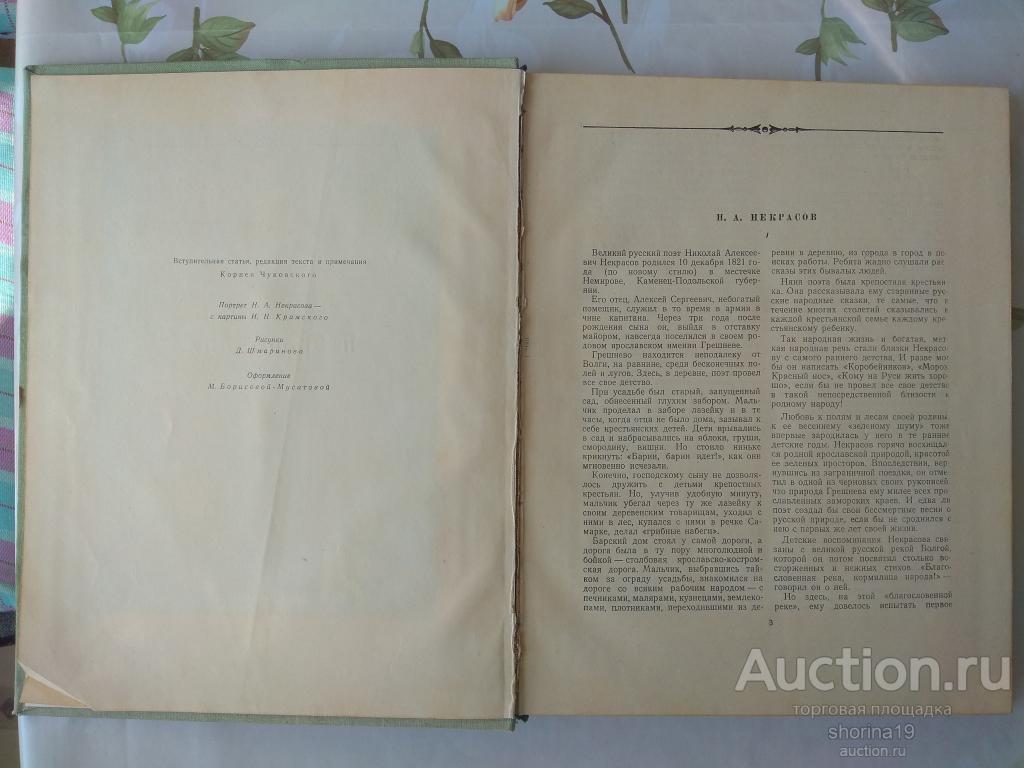 Вступительная статья, редакция текста и примечания
Корнея Чуковского
Портрет Н. А. Некрасова —
с картины И. Н. Крамского
Рисунки
Д. Шмаринова
Оформление
М. Борисовой-Мусатовой
Н. А. НЕКРАСОВ
I
Великий русский поэт Николай Алексее-
вич Некрасов родился 10 декабря 1821 го-
да (по новому стилю) в местечке
Немирове, Каменец-Подольской губер-
нии.
Его отец, Алексей Сергеевич, небогатый
помещик, служил в то время в армии в
чине капитана. Через три года после
рождения сына он, выйдя в отставку
майором, навсегда поселился в своем ро-
довом ярославском имении Грешневе.
Грешнево находится неподалеку от
Волги, на равнине, среди бесконечных по-
лей и лугов. Здесь, в деревне, поэт провел
все свое детство.
При усадьбе был старый, запущенный
сад, обнесенный глухим забором. Маль-
чик проделал в заборе лазейку и в те
часы, когда отца не было дома, зазывал к
себе крестьянских детей. Дети врывались
в сад и набрасывались на яблоки, груши,
смородину, вишни. Но стоило няньке
крикнуть: «Барин, барин идет!», как они
мгновенно исчезали.
Конечно, господскому сыну не дозволя-
лось дружить с детьми крепостных
крестьян. Но, улучив удобную минуту,
мальчик убегал через ту же лазейку к
своим деревенским товарищам, уходил с
ними в лес, купался с ними в речке Са-
марке, делал «грибные набеги».
Барский дом стоял у самой дороги, а
дорога была в ту пору многолюдной и
бойкой — столбовая ярославско-костром-
ская дорога. Мальчик, выбравшись тай-
ком за ограду усадьбы, знакомился на
дороге со всяким рабочим народом — с
печниками, малярами, кузнецами, землеко-
пами, плотниками, переходившими из де-
ревни в деревню, из города в город в по-
исках работы. Ребята жадно слушали рас-
сказы этих бывалых людей.
Няня поэта была крепостная крестьян-
ка. Она рассказывала ему старинные рус-
ские народные сказки, те самые, что в
течение многих столетий сказывались в
каждой крестьянской семье каждому кре-
стьянскому ребенку.
Так народная жизнь и богатая, мет-
кая народная речь стали близки Некрасо-
ву с самого раннего детства. И разве мог
бы он написать «Коробейников», «Мороз,
Красный нос», «Кому на Руси жить хоро-
шо», если бы не провел все свое детство
в такой непосредственной близости к
родному народу!
Любовь к полям и лесам своей родины,
к ее весеннему «зеленому шуму» тоже
впервые зародилась у него в те ранние
детские годы. Некрасов горячо восхищал-
ся родной ярославской природой, красотой
ее зеленых просторов. Впоследствии, вер-
нувшись из заграничной поездки, он отме-
тил в одной из черновых своих рукописей,
что природа Грешнева ему милее всех про-
славленных заморских краев. И едва ли
поэт создал бы свои бессмертные песни о
русской природе, если бы не сроднился с
нею с первых же лет своей жизни.
Детские воспоминания Некрасова свя-
заны с великой русской рекой Волгой,
которой он потом посвятил столько во-
сторженных и нежных стихов. «Благо-
словенная река, кормилица народа!» —
говорил он о ней.
Но здесь, на этой «благословенной
реке», ему довелось испытать первое
3
Auction.ru
торговая площадка
shorina19
auction.ru